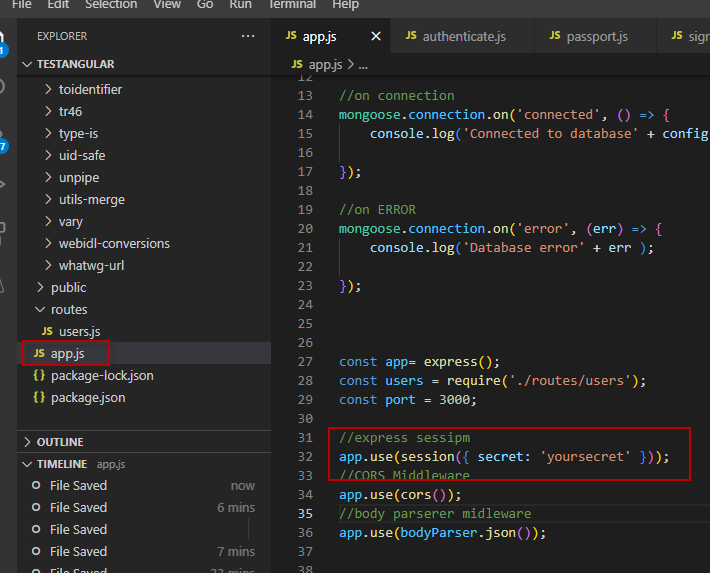 File Edit Selection View Go Run Terminal Help
EXPLORER ...
JS app.js × JS authenticate.js JS passport.js JS sign
TESTANGULAR
JS app.js > ...
toidentifier
tr46
type-is
uid-safe
unpipe
utils-merge
vary
webidl-conversions
whatwg-url
public
routes
JS users.js
JS app.js
{} package-lock.json
{} package.json
OUTLINE
TIMELINE app.js
File Saved now
File Saved 6 mins
File Saved
File Saved 7 mins
File Saved 22 mins
12
13 //on connection
14 mongoose.connection.on('connected', () => {
15 console.log('Connected to database' + config
16
17 });
18
19 //on ERROR
20 mongoose.connection.on('error', (err) => {
21 console.log('Database error' + err );
22
23 });
24
25
26
27 const app= express();
28 const users = require('./routes/users');
29 const port = 3000;
30
31 //express sessipm
32 app.use(session({ secret: 'yoursecret' }));
33 //CORS Middleware
34 app.use(cors());
35 //body parserer midleware
36 app.use(bodyParser.json());
37
38